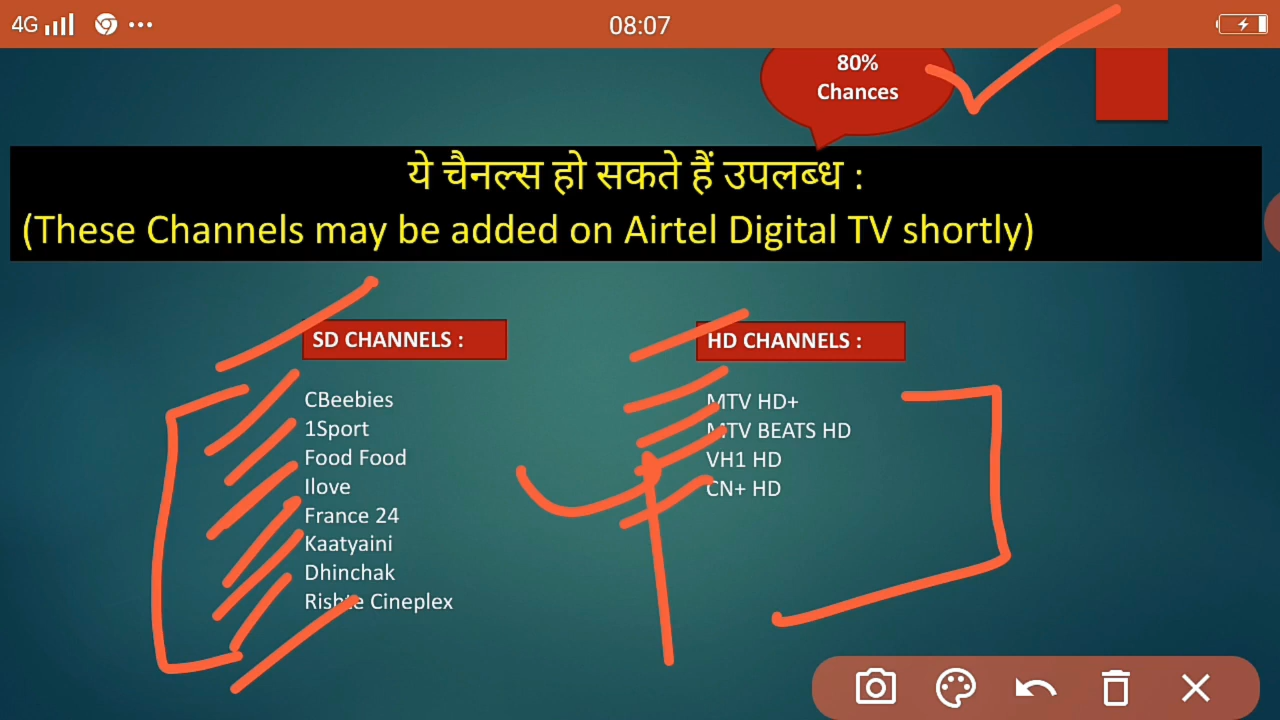 4G
08:07
80%
Chances
ये चैनल्स हो सकते हैं उपलब्ध :
(These Channels may be added on Airtel Digital TV shortly)
SD CHANNELS :
CBeebies
1Sport
Food Food
Ilove
France 24
Kaatyaini
Dhinchak
Rishte Cineplex
HD CHANNELS :
MTV HD+
MTV BEATS HD
VH1 HD
CN+ HD